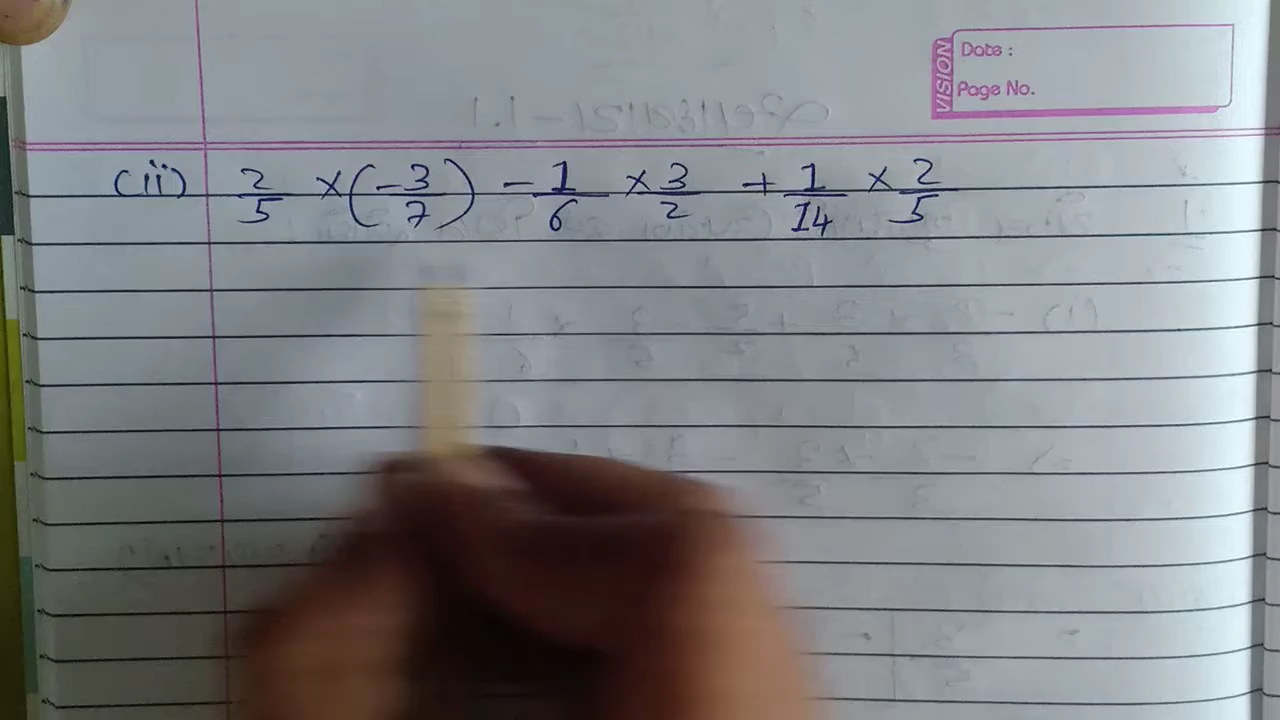 VISION
Date :
Page No.
(ii) 2/5 × (-3/7) - 1/6 × 3/2 + 1/14 × 2/5